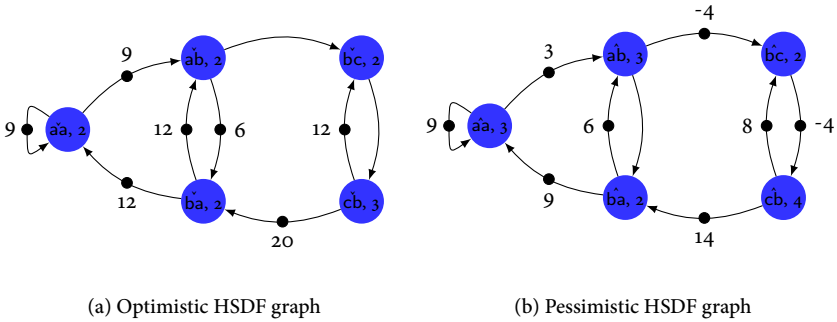 9
ǎb, 2
b̌c, 2
9
ǎa, 2
12
6
12
12
b̌a, 2
čb, 3
20
(a) Optimistic HSDF graph
-4
3
âb, 3
b̂c, 2
9
âa, 3
6
8
-4
9
b̂a, 2
ĉb, 4
14
(b) Pessimistic HSDF graph